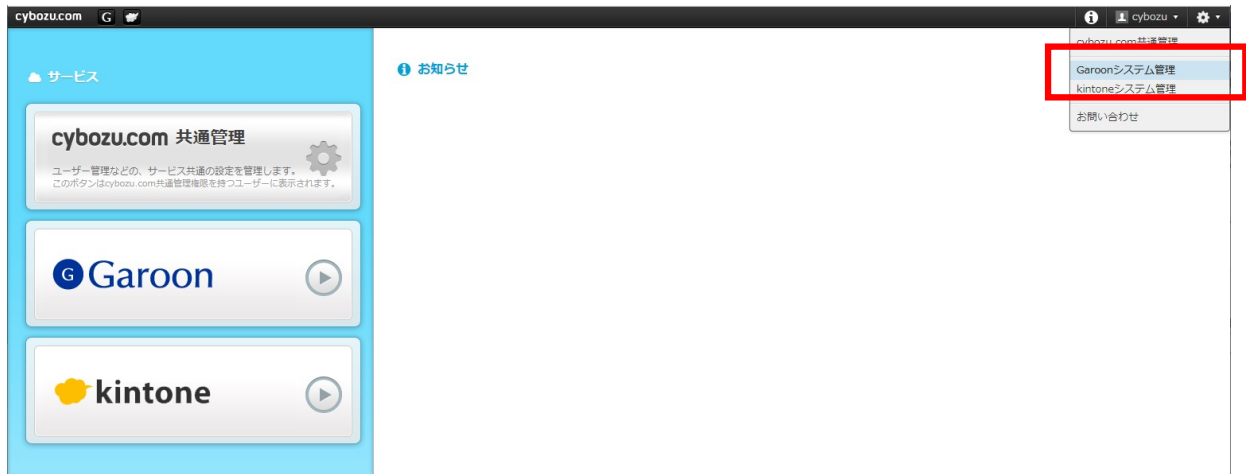 cybozu.com G
cybozu
cybozu.com共通管理
Garoonシステム管理
kintoneシステム管理
お問い合わせ
サービス
お知らせ
cybozu.com 共通管理
ユーザー管理などの、サービス共通の設定を管理します。
このボタンはcybozu.com共通管理権限を持つユーザーに表示されます。
G Garoon
kintone